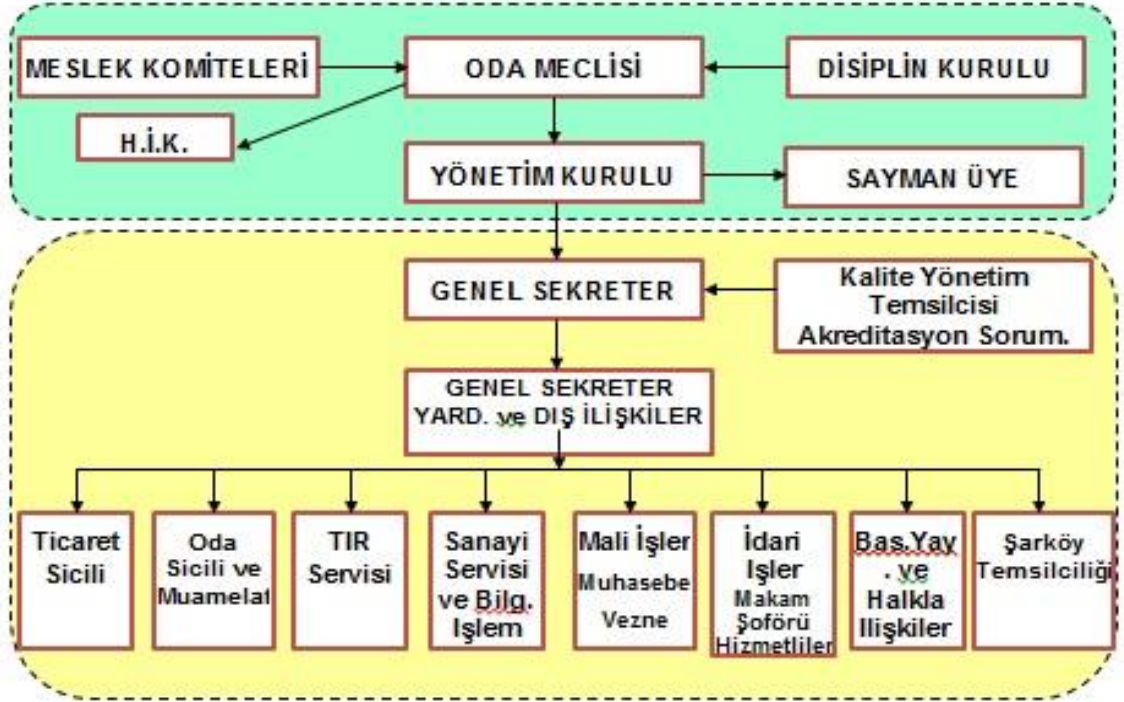 MESLEK KOMİTELERİ
ODA MECLİSİ
DİSİPLİN KURULU
H.İ.K.
YÖNETİM KURULU
SAYMAN ÜYE
GENEL SEKRETER
Kalite Yönetim
Temsilcisi
Akreditasyon Sorum.
GENEL SEKRETER
YARD. ve DIŞ İLİŞKİLER
Ticaret
Sicili
Oda
Sicili ve
Muamelat
TIR
Servisi
Sanayi
Servisi
ve Bilg.
İşlem
Mali İşler
Muhasebe
Vezne
İdari
İşler
Makam
Şoförü
Hizmetliler
Bas.Yay
. ve
Halkla
Ilişkiler
Şarköy
Temsilciliği